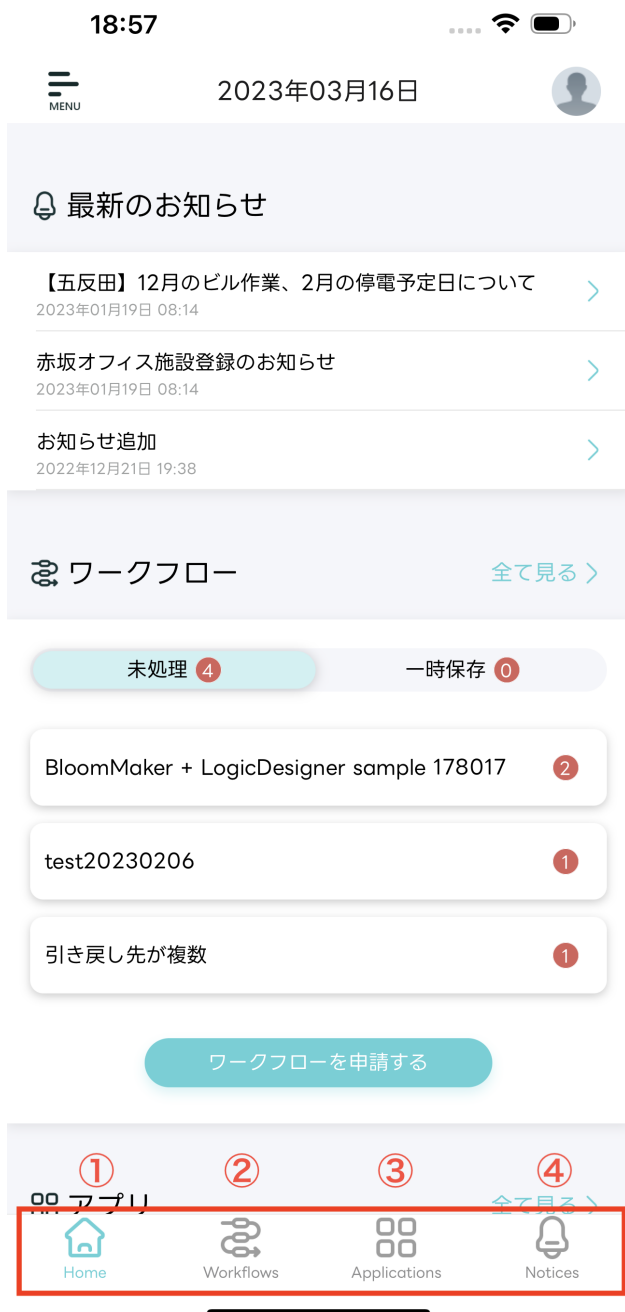 18:57
MENU
2023年03月16日
最新のお知らせ
【五反田】12月のビル作業、2月の停電予定日について
2023年01月19日 08:14
赤坂オフィス施設登録のお知らせ
2023年01月19日 08:14
お知らせ追加
2022年12月21日 19:38
ワークフロー 全て見る
未処理 4 一時保存 0
BloomMaker + LogicDesigner sample 178017 2
test20230206 1
引き戻し先が複数 1
ワークフローを申請する
① ② ③ ④
アプリ 全て見る
Home Workflows Applications Notices